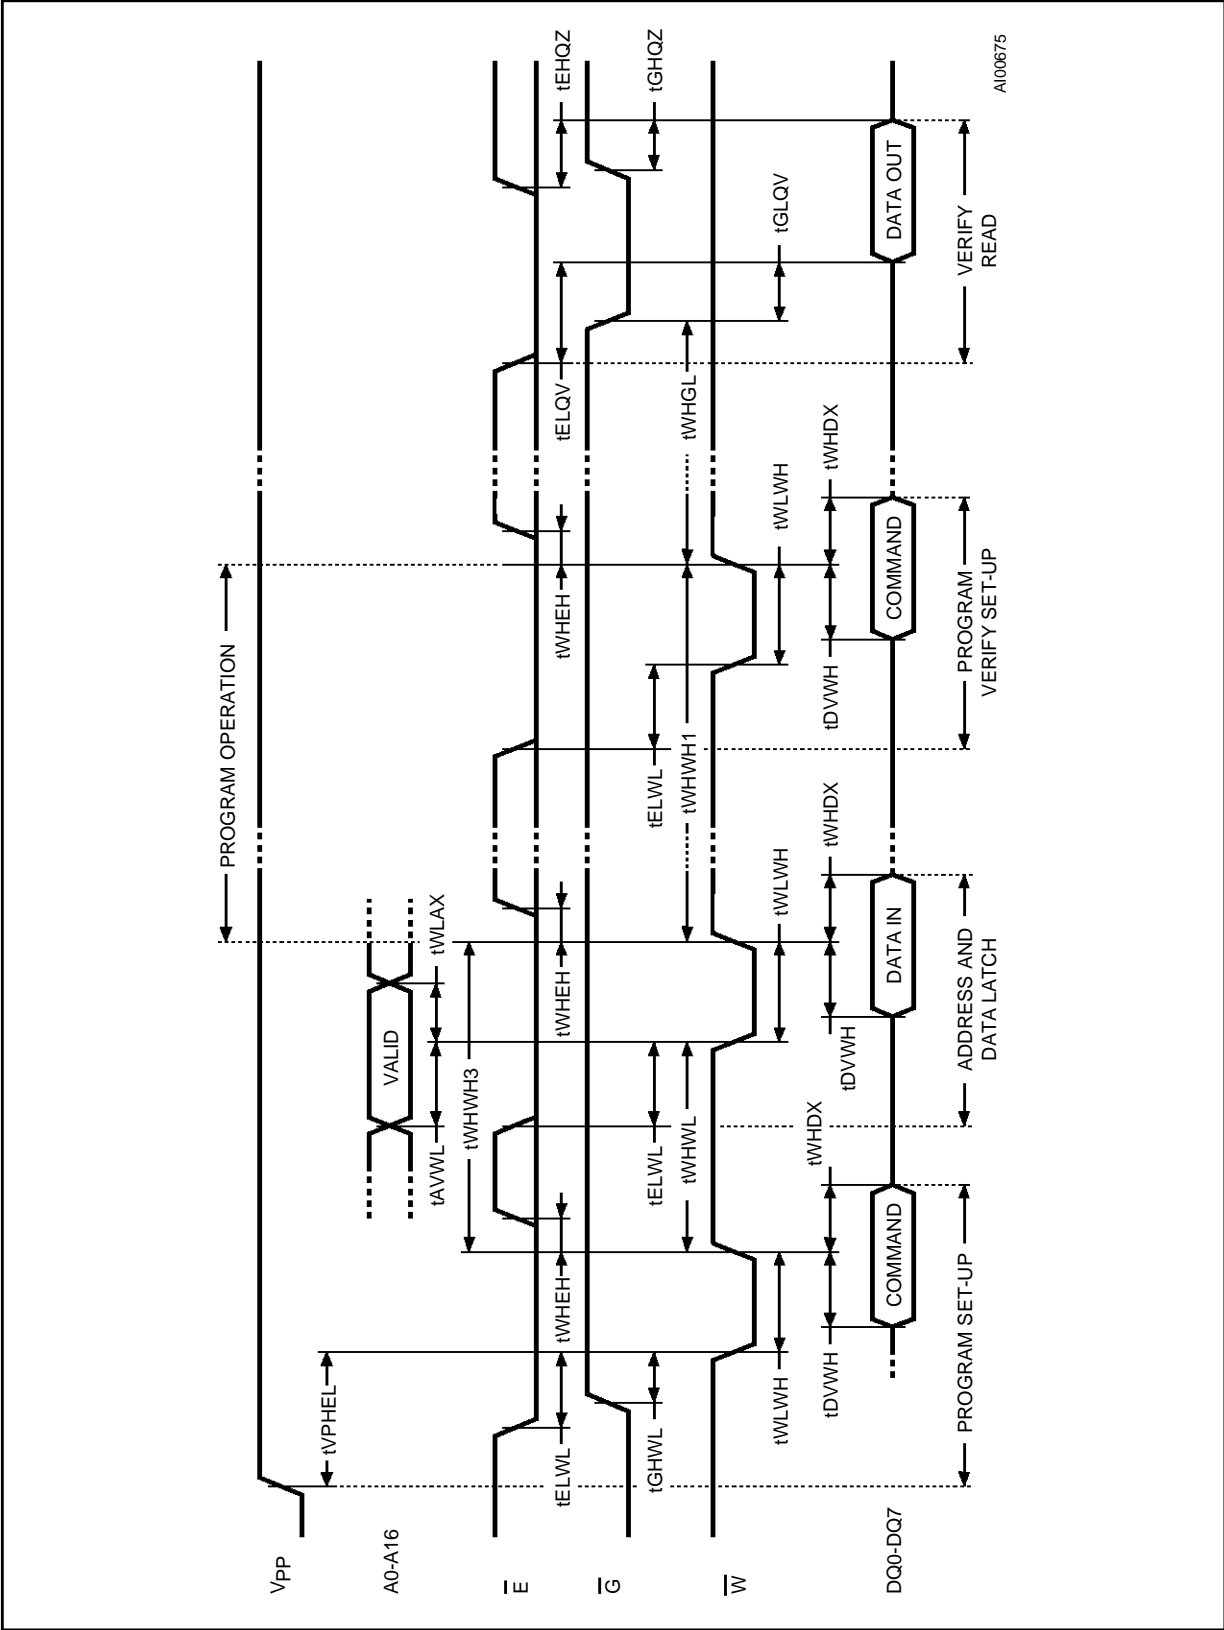 PROGRAM OPERATION
VPP
tVPHEL
A0-A16
VALID
tAVWL
tWLAX
tWHWH3
E
tELWL
tWHEH
tWHEH
tWHEH
tELQV
tEHQZ
G
tGHWL
tELWL
tELWL
tGHQZ
tWHWL
tWHWH1
tWHGL
W
tWLWH
tWLWH
tWLWH
tGLQV
tDVWH
tWHDX
tDVWH
tWHDX
tDVWH
tWHDX
DQ0-DQ7
COMMAND
DATA IN
COMMAND
DATA OUT
PROGRAM SET-UP
ADDRESS AND
DATA LATCH
PROGRAM
VERIFY SET-UP
VERIFY
READ
AI00675